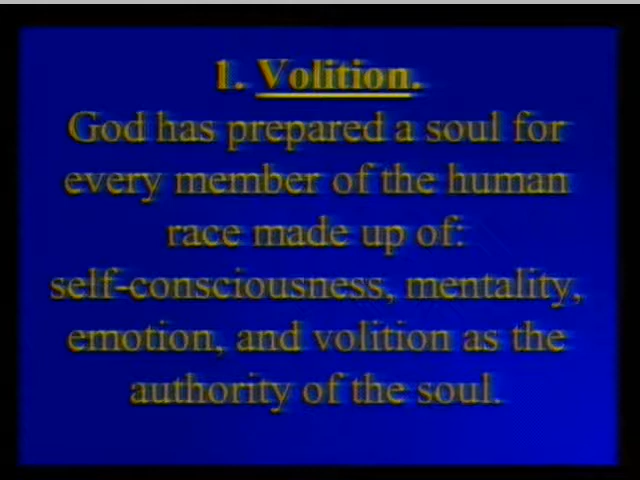 1. Volition.
God has prepared a soul for
every member of the human
race made up of:
self-consciousness, mentality,
emotion, and volition as the
authority of the soul.